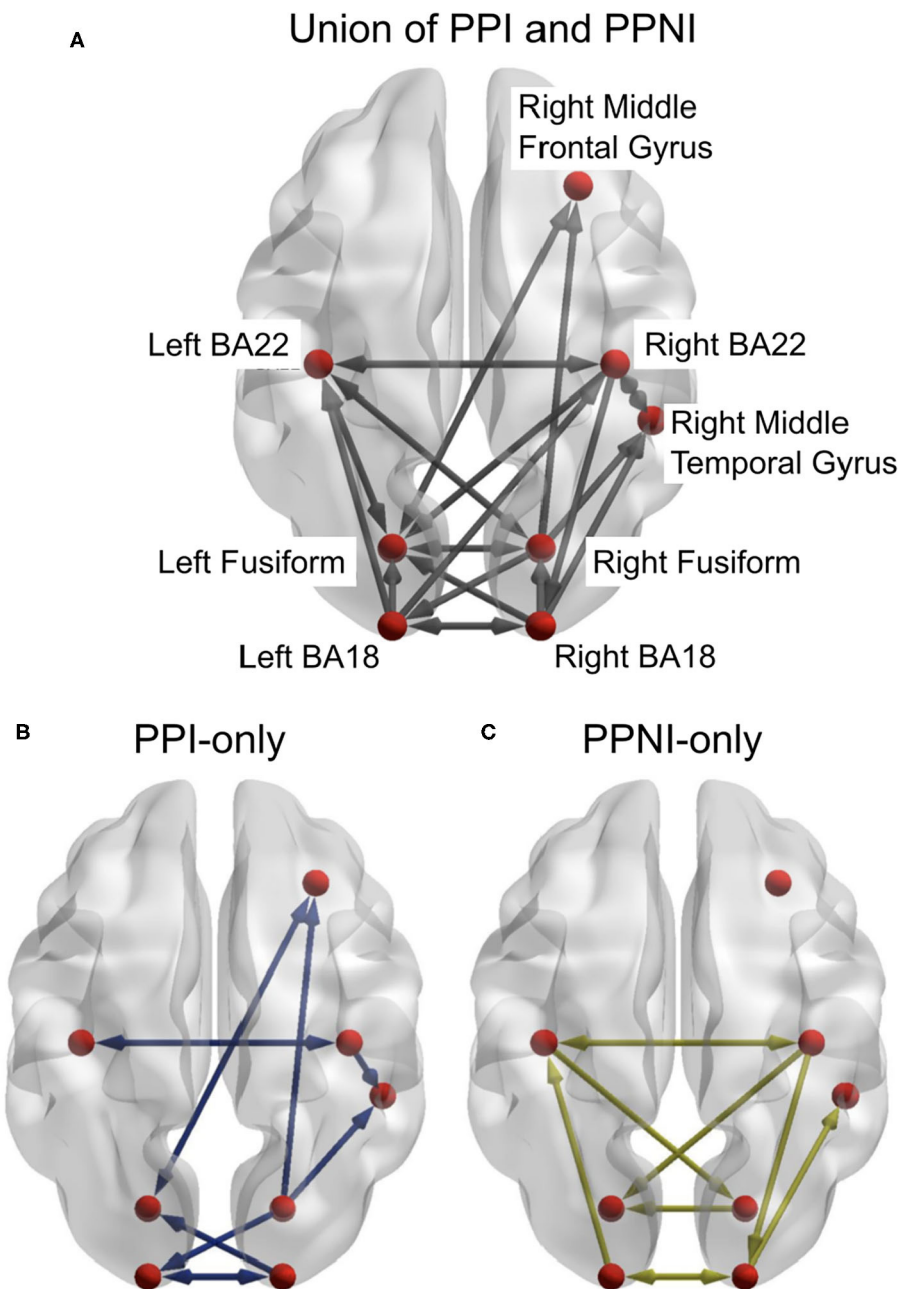 A
Union of PPI and PPNI
Right Middle
Frontal Gyrus
Left BA22
Right BA22
Right Middle
Temporal Gyrus
Left Fusiform
Right Fusiform
Left BA18
Right BA18
B
PPI-only
C
PPNI-only